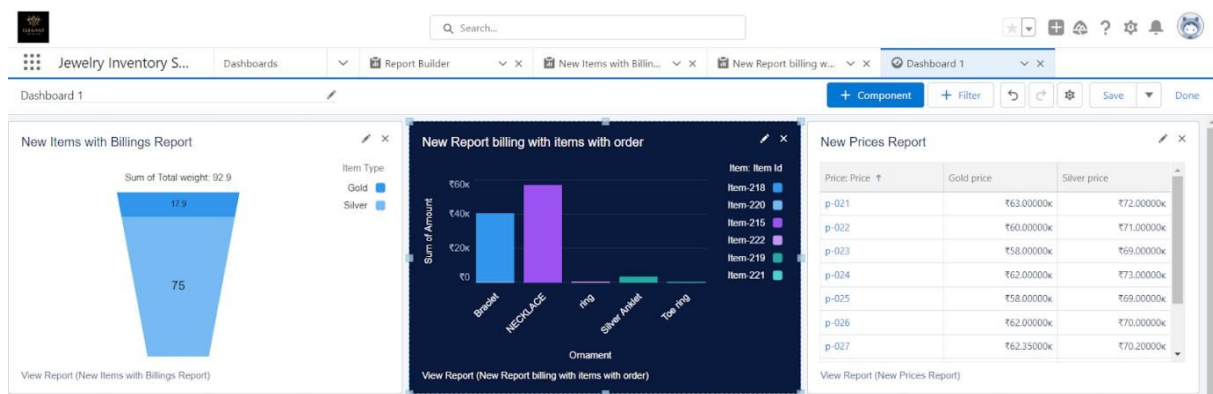 Search...
Jewelry Inventory S...
Dashboards
Report Builder
New Items with Billin...
New Report billing w...
Dashboard 1
Dashboard 1
+ Component
+ Filter
Save
Done
New Items with Billings Report
Sum of Total weight: 92.9
17.9
75
Item Type
Gold
Silver
View Report (New Items with Billings Report)
New Report billing with items with order
Sum of Amount
₹60K
₹40K
₹20K
₹0
Braclet
NECKLACE
ring
Silver Anklet
Toe ring
Ornament
Item: Item Id
Item-218
Item-220
Item-215
Item-222
Item-219
Item-221
View Report (New Report billing with items with order)
New Prices Report
Price: Price ↑ Gold price Silver price
p-021 ₹63.00000K ₹72.00000K
p-022 ₹60.00000K ₹71.00000K
p-023 ₹58.00000K ₹69.00000K
p-024 ₹62.00000K ₹73.00000K
p-025 ₹58.00000K ₹69.00000K
p-026 ₹62.00000K ₹70.00000K
p-027 ₹62.35000K ₹70.20000K
View Report (New Prices Report)